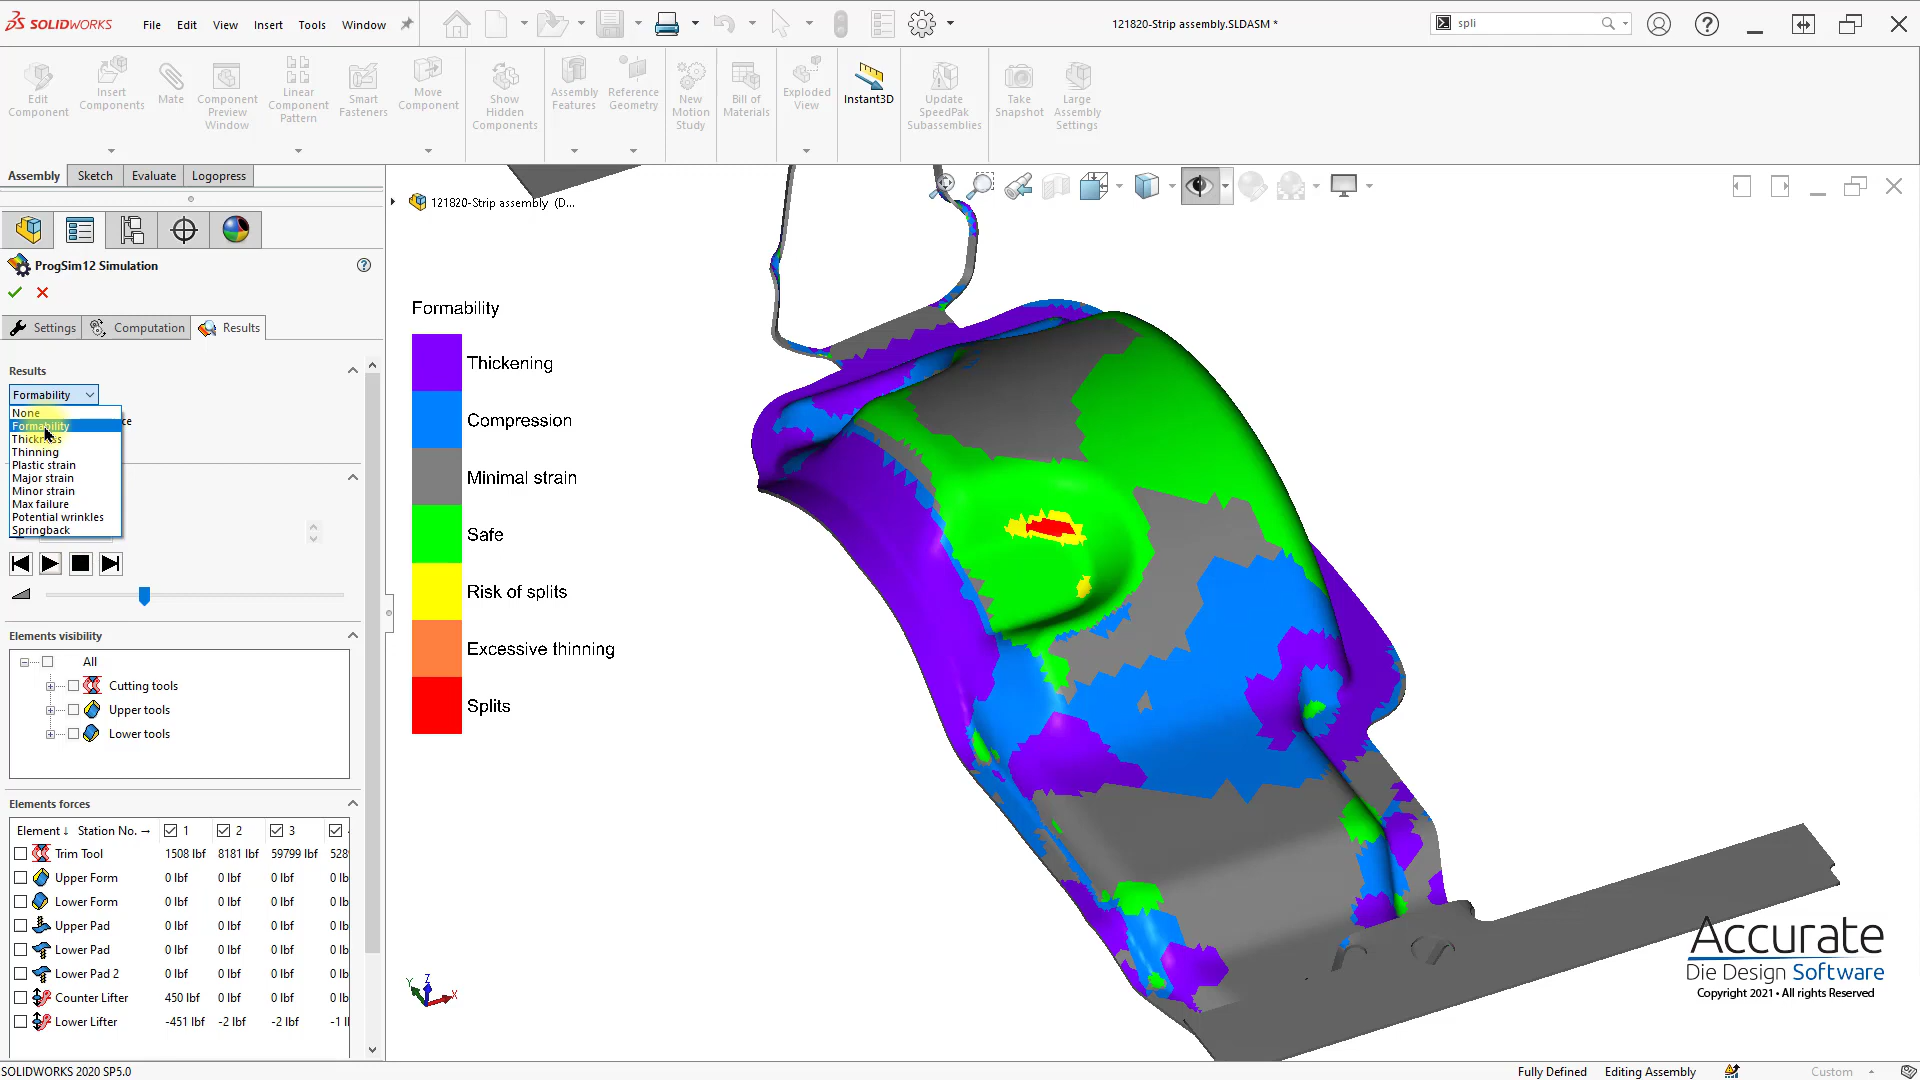 SOLIDWORKS File Edit View Insert Tools Window
121820-Strip assembly.SLDASM *
spli
Edit Component
Insert Components
Mate
Component Preview Window
Linear Component Pattern
Smart Fasteners
Move Component
Show Hidden Components
Assembly Features
Reference Geometry
New Motion Study
Bill of Materials
Exploded View
Instant3D
Update SpeedPak Subassemblies
Take Snapshot
Large Assembly Settings
Assembly Sketch Evaluate Logopress
121820-Strip assembly (D...
ProgSim12 Simulation
Settings Computation Results
Results
Formability
None
Formability
ce
Thickness
Thinning
Plastic strain
Major strain
Minor strain
Max failure
Potential wrinkles
Springback
Elements visibility
All
Cutting tools
Upper tools
Lower tools
Elements forces
Element↓ Station No. → 1 2 3
Trim Tool 1508 lbf 8181 lbf 59799 lbf 528
Upper Form 0 lbf 0 lbf 0 lbf 0 lb
Lower Form 0 lbf 0 lbf 0 lbf 0 lb
Upper Pad 0 lbf 0 lbf 0 lbf 0 lb
Lower Pad 0 lbf 0 lbf 0 lbf 0 lb
Lower Pad 2 0 lbf 0 lbf 0 lbf 0 lb
Counter Lifter 450 lbf 0 lbf 0 lbf 0 lb
Lower Lifter -451 lbf -2 lbf -2 lbf -1 l
Formability
Thickening
Compression
Minimal strain
Safe
Risk of splits
Excessive thinning
Splits
Y Z X
Accurate
Die Design Software
Copyright 2021 • All rights Reserved
SOLIDWORKS 2020 SP5.0
Fully Defined Editing Assembly Custom